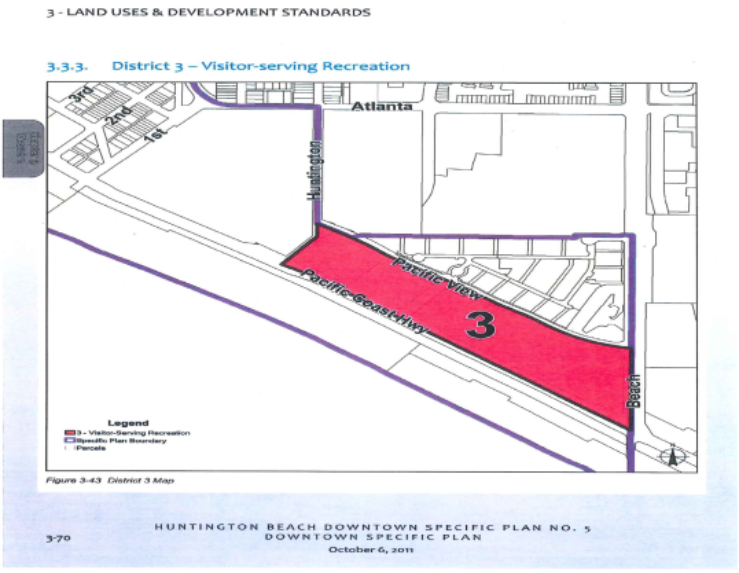 3 - LAND USES & DEVELOPMENT STANDARDS
3.3.3. District 3 – Visitor-serving Recreation
3rd
2nd
1st
Atlanta
Huntington
Pacific View
Pacific Coast Hwy
3
Beach
Legend
3 - Visitor-Serving Recreation
Specific Plan Boundary
Parcels
N
Figure 3-43 District 3 Map
HUNTINGTON BEACH DOWNTOWN SPECIFIC PLAN NO. 5
3-70 DOWNTOWN SPECIFIC PLAN
October 6, 2011